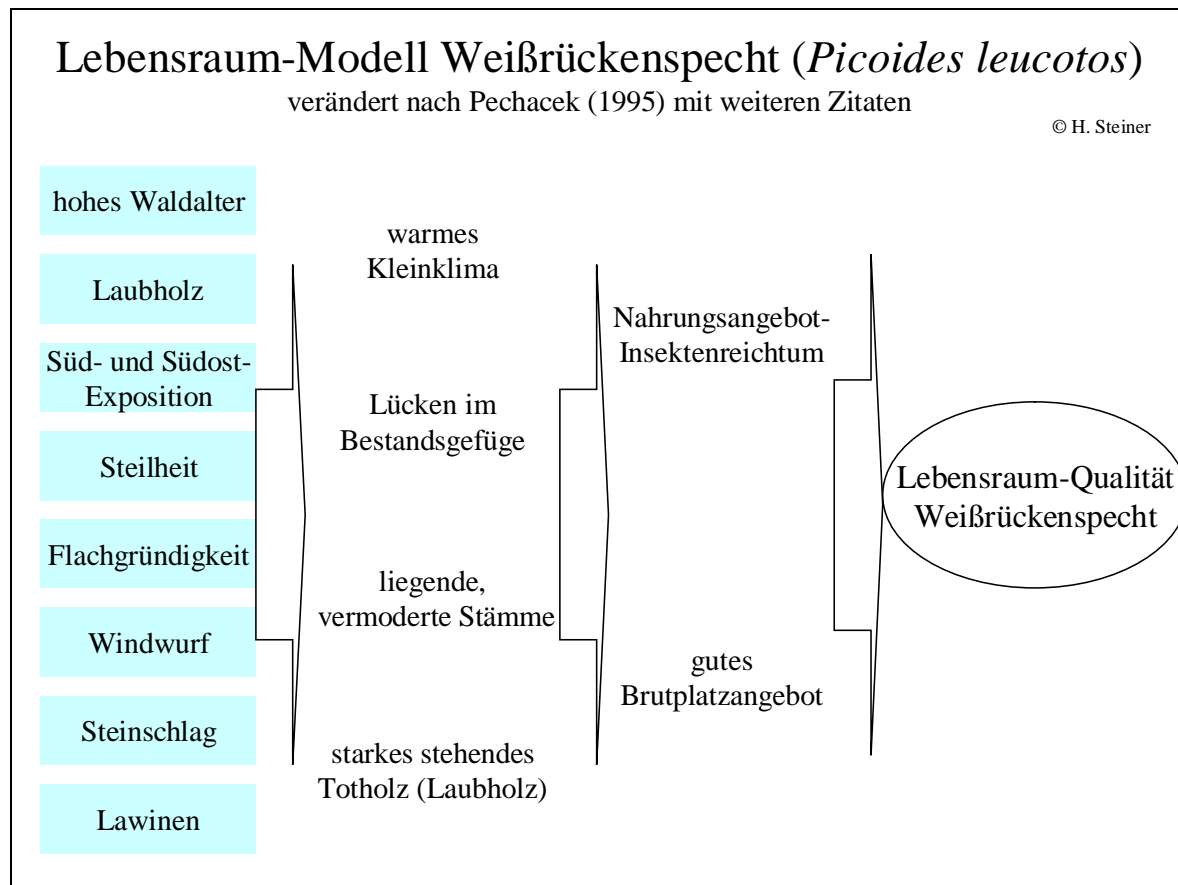 Lebensraum-Modell Weißrückenspecht (Picoides leucotos)
verändert nach Pechacek (1995) mit weiteren Zitaten
© H. Steiner
hohes Waldalter
Laubholz
Süd- und Südost-
Exposition
Steilheit
Flachgründigkeit
Windwurf
Steinschlag
Lawinen
warmes
Kleinklima
Lücken im
Bestandsgefüge
liegende,
vermoderte Stämme
starkes stehendes
Totholz (Laubholz)
Nahrungsangebot-
Insektenreichtum
gutes
Brutplatzangebot
Lebensraum-Qualität
Weißrückenspecht